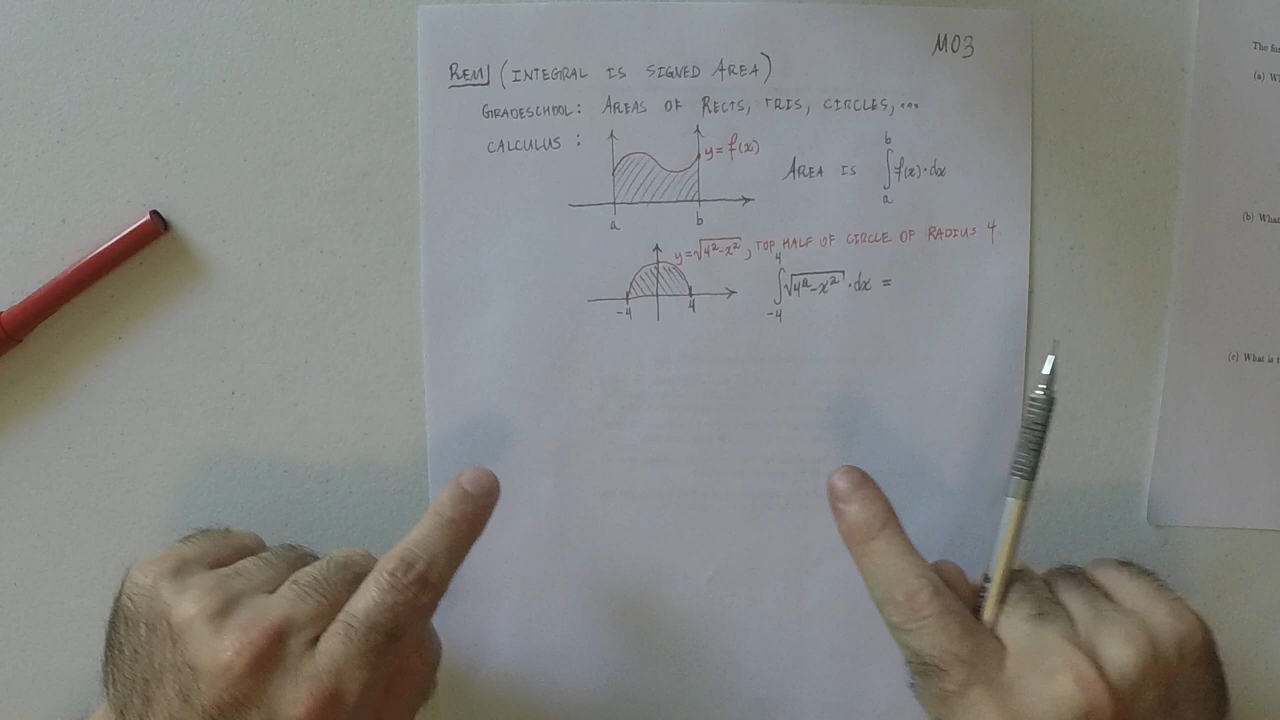 M03
REM (INTEGRAL IS SIGNED AREA)
GRADESCHOOL: AREAS OF RECTS, TRIS, CIRCLES, ...
CALCULUS:
y = f(x)
a b
AREA IS ∫_a^b f(x)·dx
y = √(4²-x²), TOP HALF OF CIRCLE OF RADIUS 4
-4 4
∫_{-4}^{4} √(4²-x²)·dx =
The
(a)
(b)
(c) What is